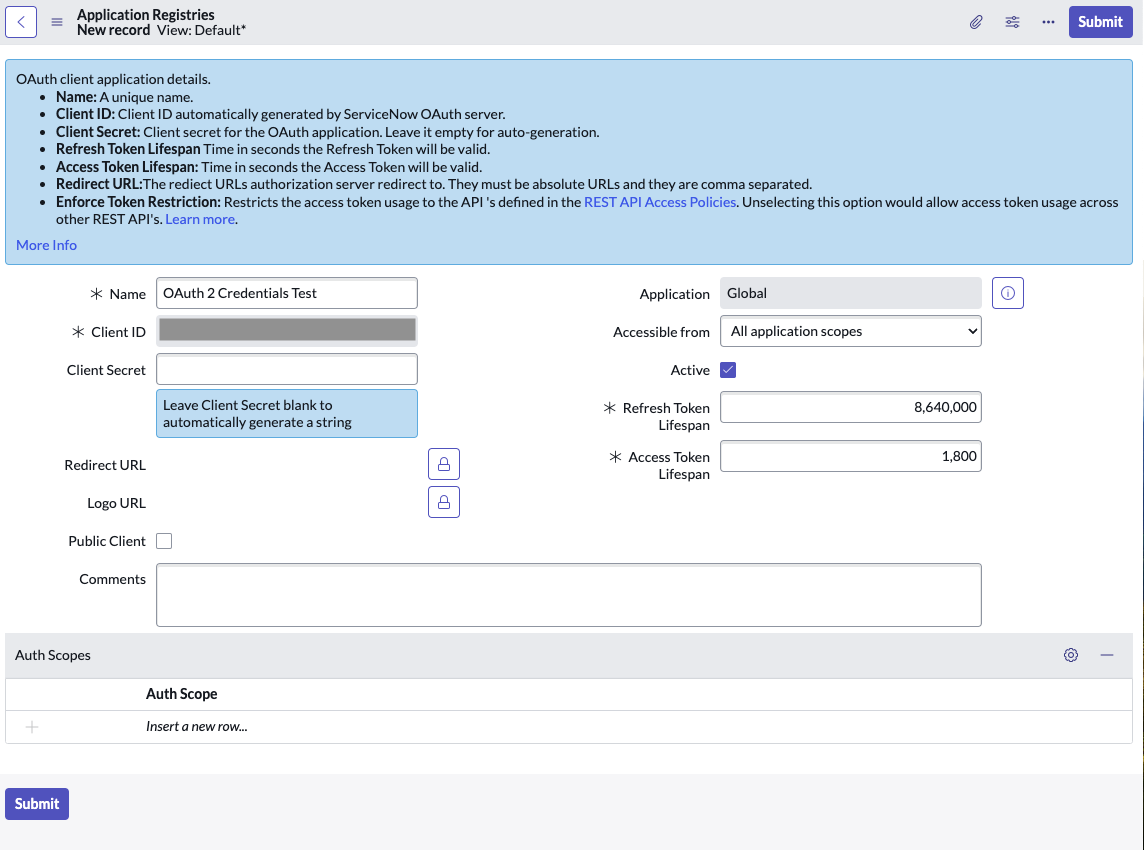 Application Registries
New record View: Default*
Submit
OAuth client application details.
Name: A unique name.
Client ID: Client ID automatically generated by ServiceNow OAuth server.
Client Secret: Client secret for the OAuth application. Leave it empty for auto-generation.
Refresh Token Lifespan Time in seconds the Refresh Token will be valid.
Access Token Lifespan: Time in seconds the Access Token will be valid.
Redirect URL:The rediect URLs authorization server redirect to. They must be absolute URLs and they are comma separated.
Enforce Token Restriction: Restricts the access token usage to the API 's defined in the REST API Access Policies. Unselecting this option would allow access token usage across
other REST API's. Learn more.
More Info
Name OAuth 2 Credentials Test
Client ID
Client Secret
Leave Client Secret blank to
automatically generate a string
Redirect URL
Logo URL
Public Client
Application Global
Accessible from All application scopes
Active
Refresh Token
Lifespan 8,640,000
Access Token
Lifespan 1,800
Comments
Auth Scopes
Auth Scope
Insert a new row...
Submit